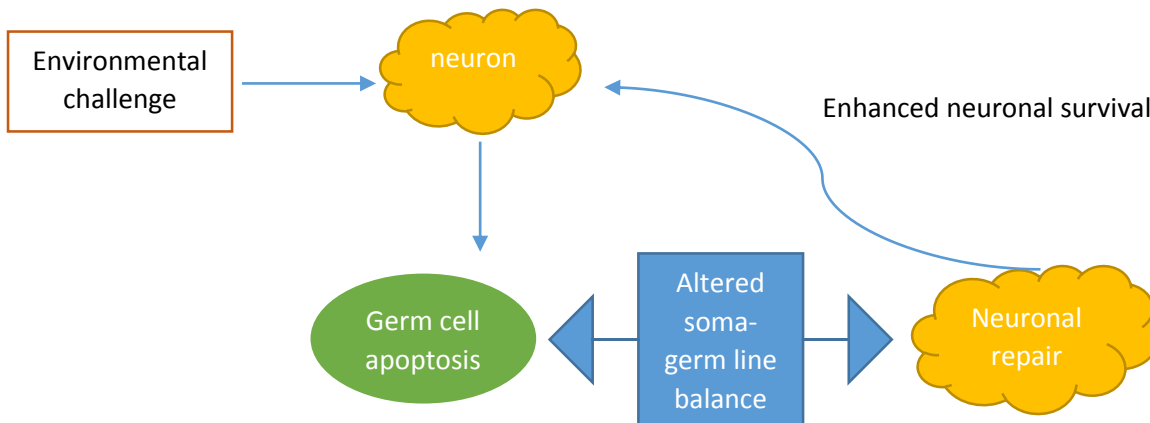 Environmental
challenge
neuron
Enhanced neuronal survival
Germ cell
apoptosis
Altered
soma-
germ line
balance
Neuronal
repair